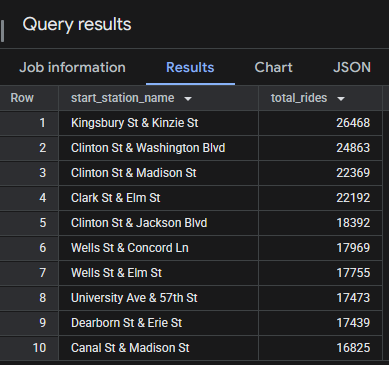 Query results
Job information Results Chart JSON
Row start_station_name total_rides
1 Kingsbury St & Kinzie St 26468
2 Clinton St & Washington Blvd 24863
3 Clinton St & Madison St 22369
4 Clark St & Elm St 22192
5 Clinton St & Jackson Blvd 18392
6 Wells St & Concord Ln 17969
7 Wells St & Elm St 17755
8 University Ave & 57th St 17473
9 Dearborn St & Erie St 17439
10 Canal St & Madison St 16825